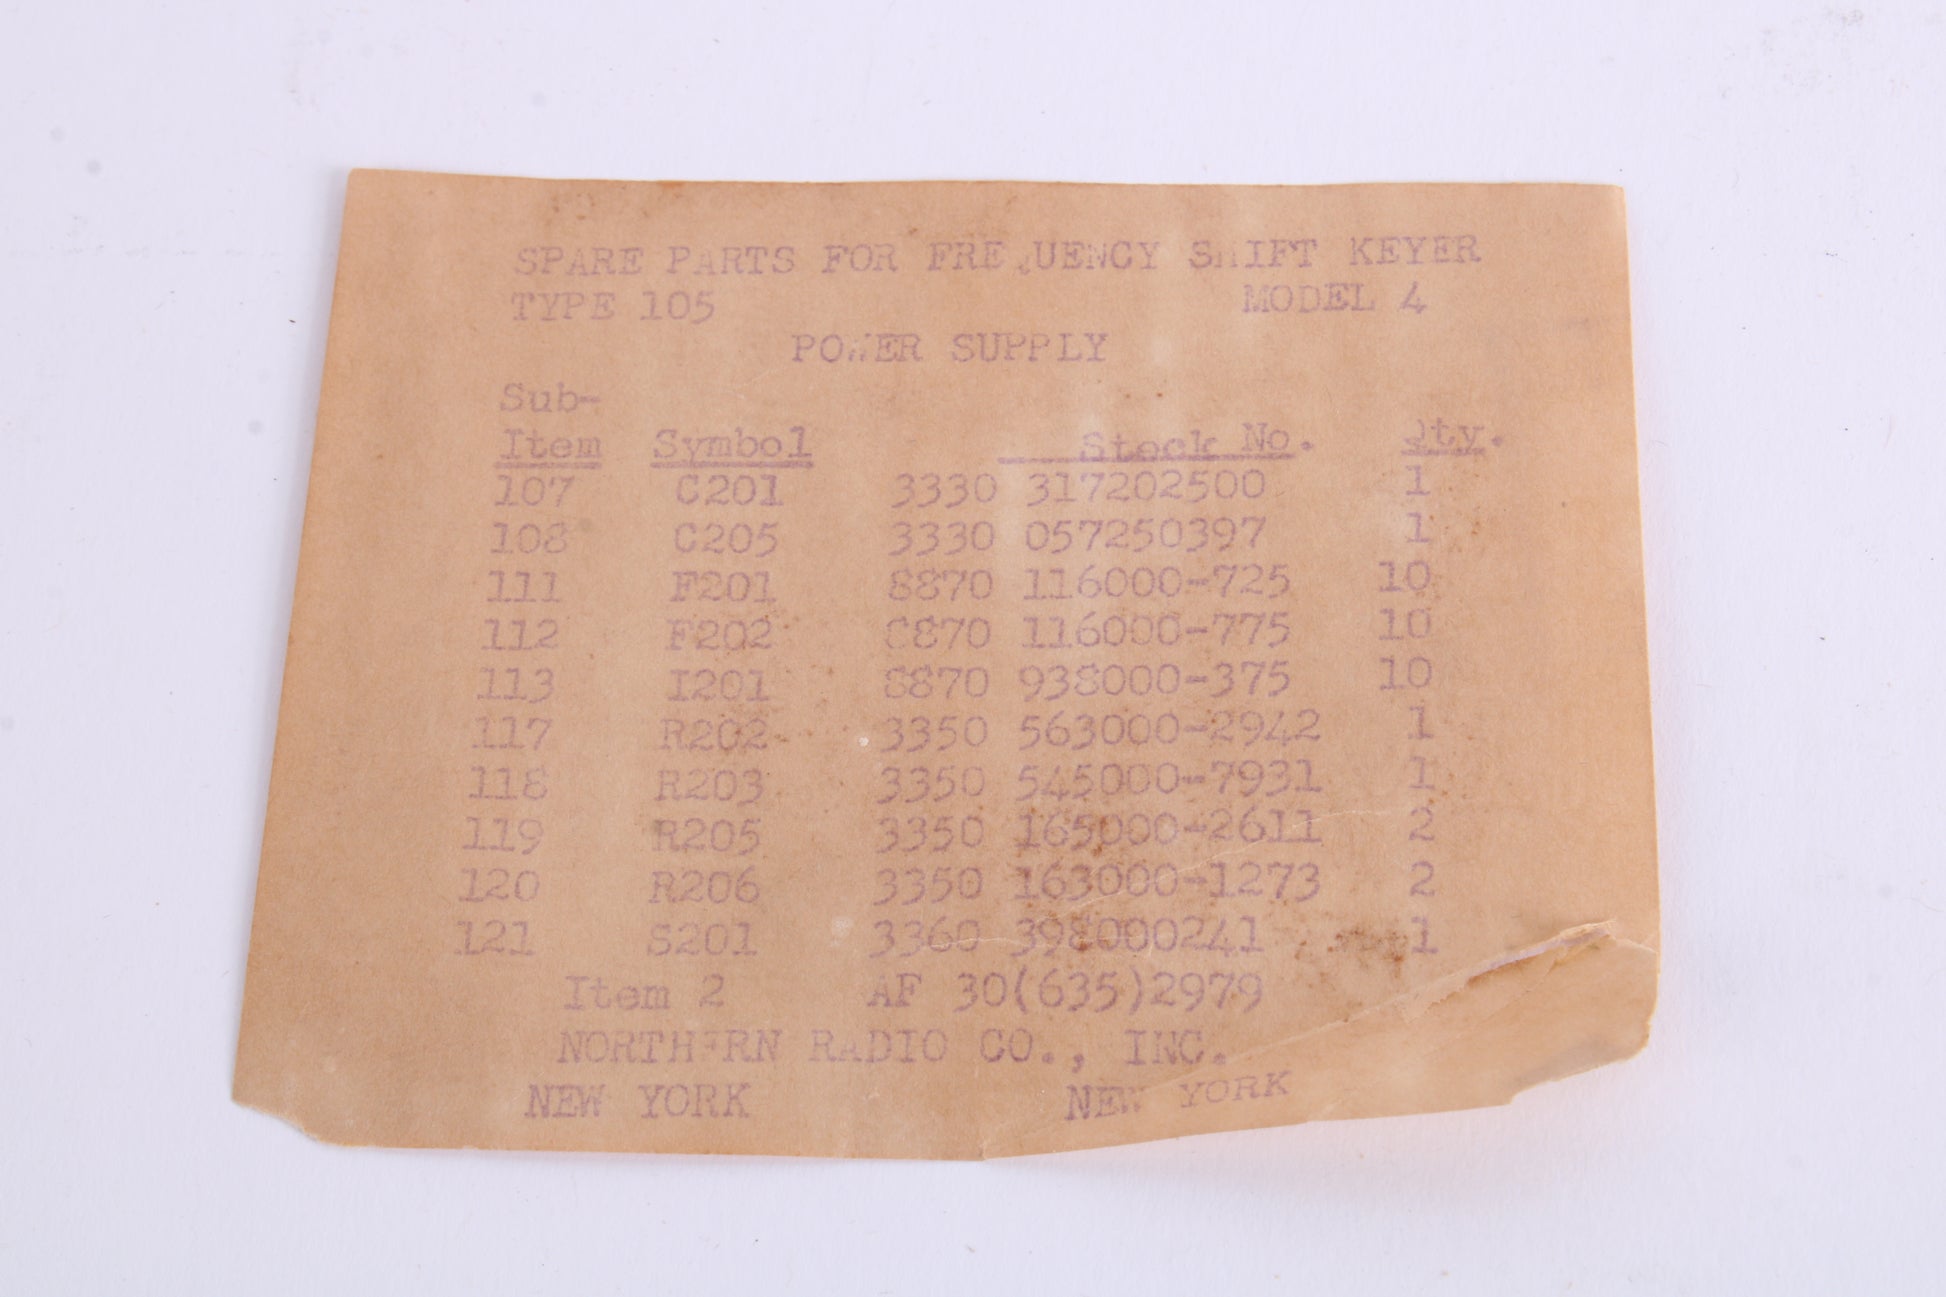 SPARE PARTS FOR FREQUENCY SHIFT KEYER
TYPE 105 MODEL 4
POWER SUPPLY
Sub-
Item Symbol Stock No. Qty.
107 C201 3330 317202500 1
108 C205 3330 057250397 1
111 F201 8870 116000-725 10
112 F202 8870 116000-775 10
113 I201 8870 938000-375 10
117 R202 3350 563000-2942 1
118 R203 3350 545000-7931 1
119 R205 3350 165000-2611 2
120 R206 3350 163000-1273 2
121 S201 3360 398000241 1
Item 2 AF 30(635)2979
NORTHERN RADIO CO., INC.
NEW YORK NEW YORK